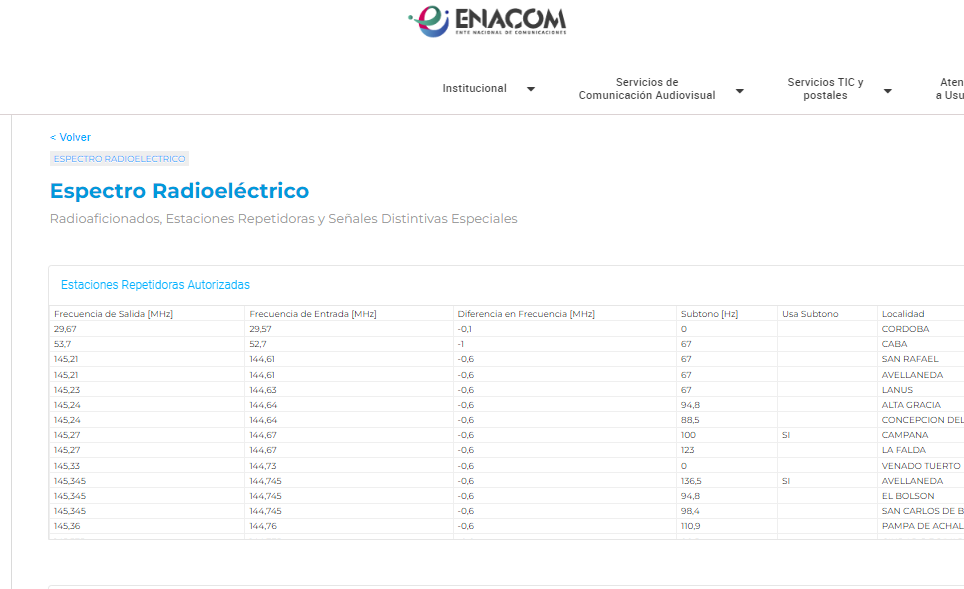 ENACOM
ENTE NACIONAL DE COMUNICACIONES
Institucional
Servicios de
Comunicación Audiovisual
Servicios TIC y
postales
Aten
a Usu
< Volver
ESPECTRO RADIOELECTRICO
Espectro Radioeléctrico
Radioaficionados, Estaciones Repetidoras y Señales Distintivas Especiales
Estaciones Repetidoras Autorizadas
Frecuencia de Salida [MHz] Frecuencia de Entrada [MHz] Diferencia en Frecuencia [MHz] Subtono [Hz] Usa Subtono Localidad
29,67 29,57 -0,1 0 CORDOBA
53,7 52,7 -1 67 CABA
145,21 144,61 -0,6 67 SAN RAFAEL
145,21 144,61 -0,6 67 AVELLANEDA
145,23 144,63 -0,6 67 LANUS
145,24 144,64 -0,6 94,8 ALTA GRACIA
145,24 144,64 -0,6 88,5 CONCEPCION DEL
145,27 144,67 -0,6 100 SI CAMPANA
145,27 144,67 -0,6 123 LA FALDA
145,33 144,73 -0,6 0 VENADO TUERTO
145,345 144,745 -0,6 136,5 SI AVELLANEDA
145,345 144,745 -0,6 94,8 EL BOLSON
145,345 144,745 -0,6 98,4 SAN CARLOS DE B
145,36 144,76 -0,6 110,9 PAMPA DE ACHAL